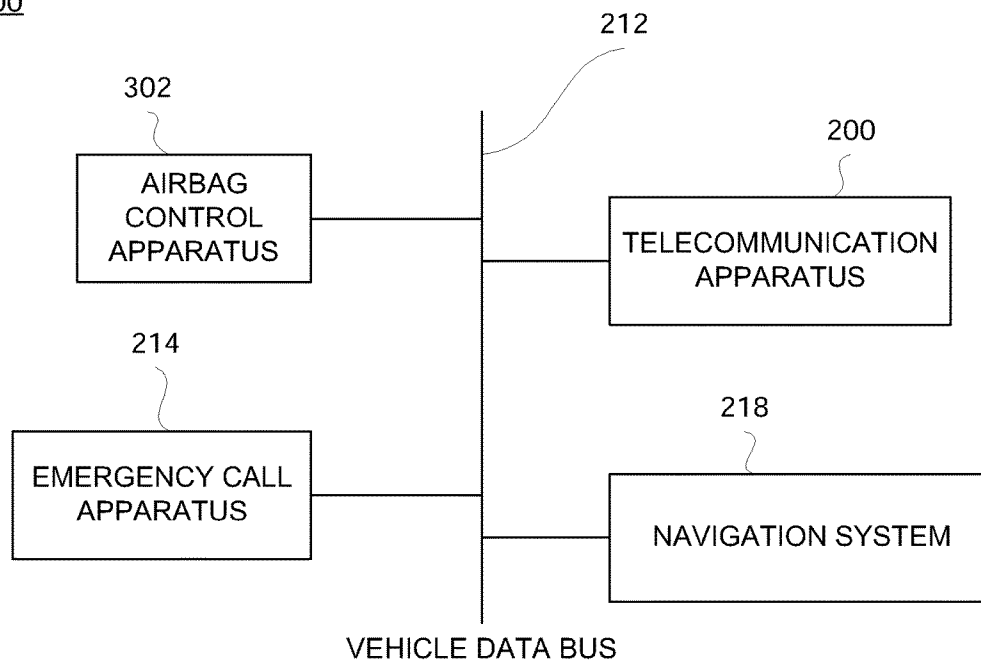 212
302
200
AIRBAG
CONTROL
APPARATUS
TELECOMMUNICATION
APPARATUS
214
218
EMERGENCY CALL
APPARATUS
NAVIGATION SYSTEM
VEHICLE DATA BUS